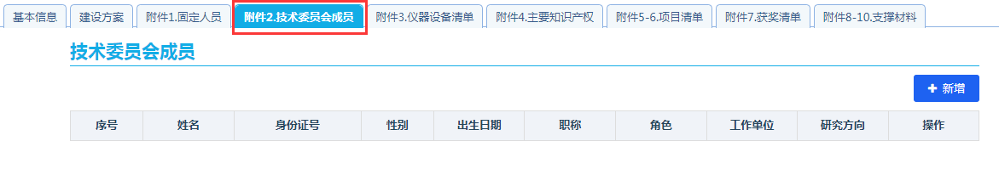 基本信息 建设方案 附件1.固定人员 附件2.技术委员会成员 附件3.仪器设备清单 附件4.主要知识产权 附件5-6.项目清单 附件7.获奖清单 附件8-10.支撑材料
技术委员会成员
新增
序号 姓名 身份证号 性别 出生日期 职称 角色 工作单位 研究方向 操作